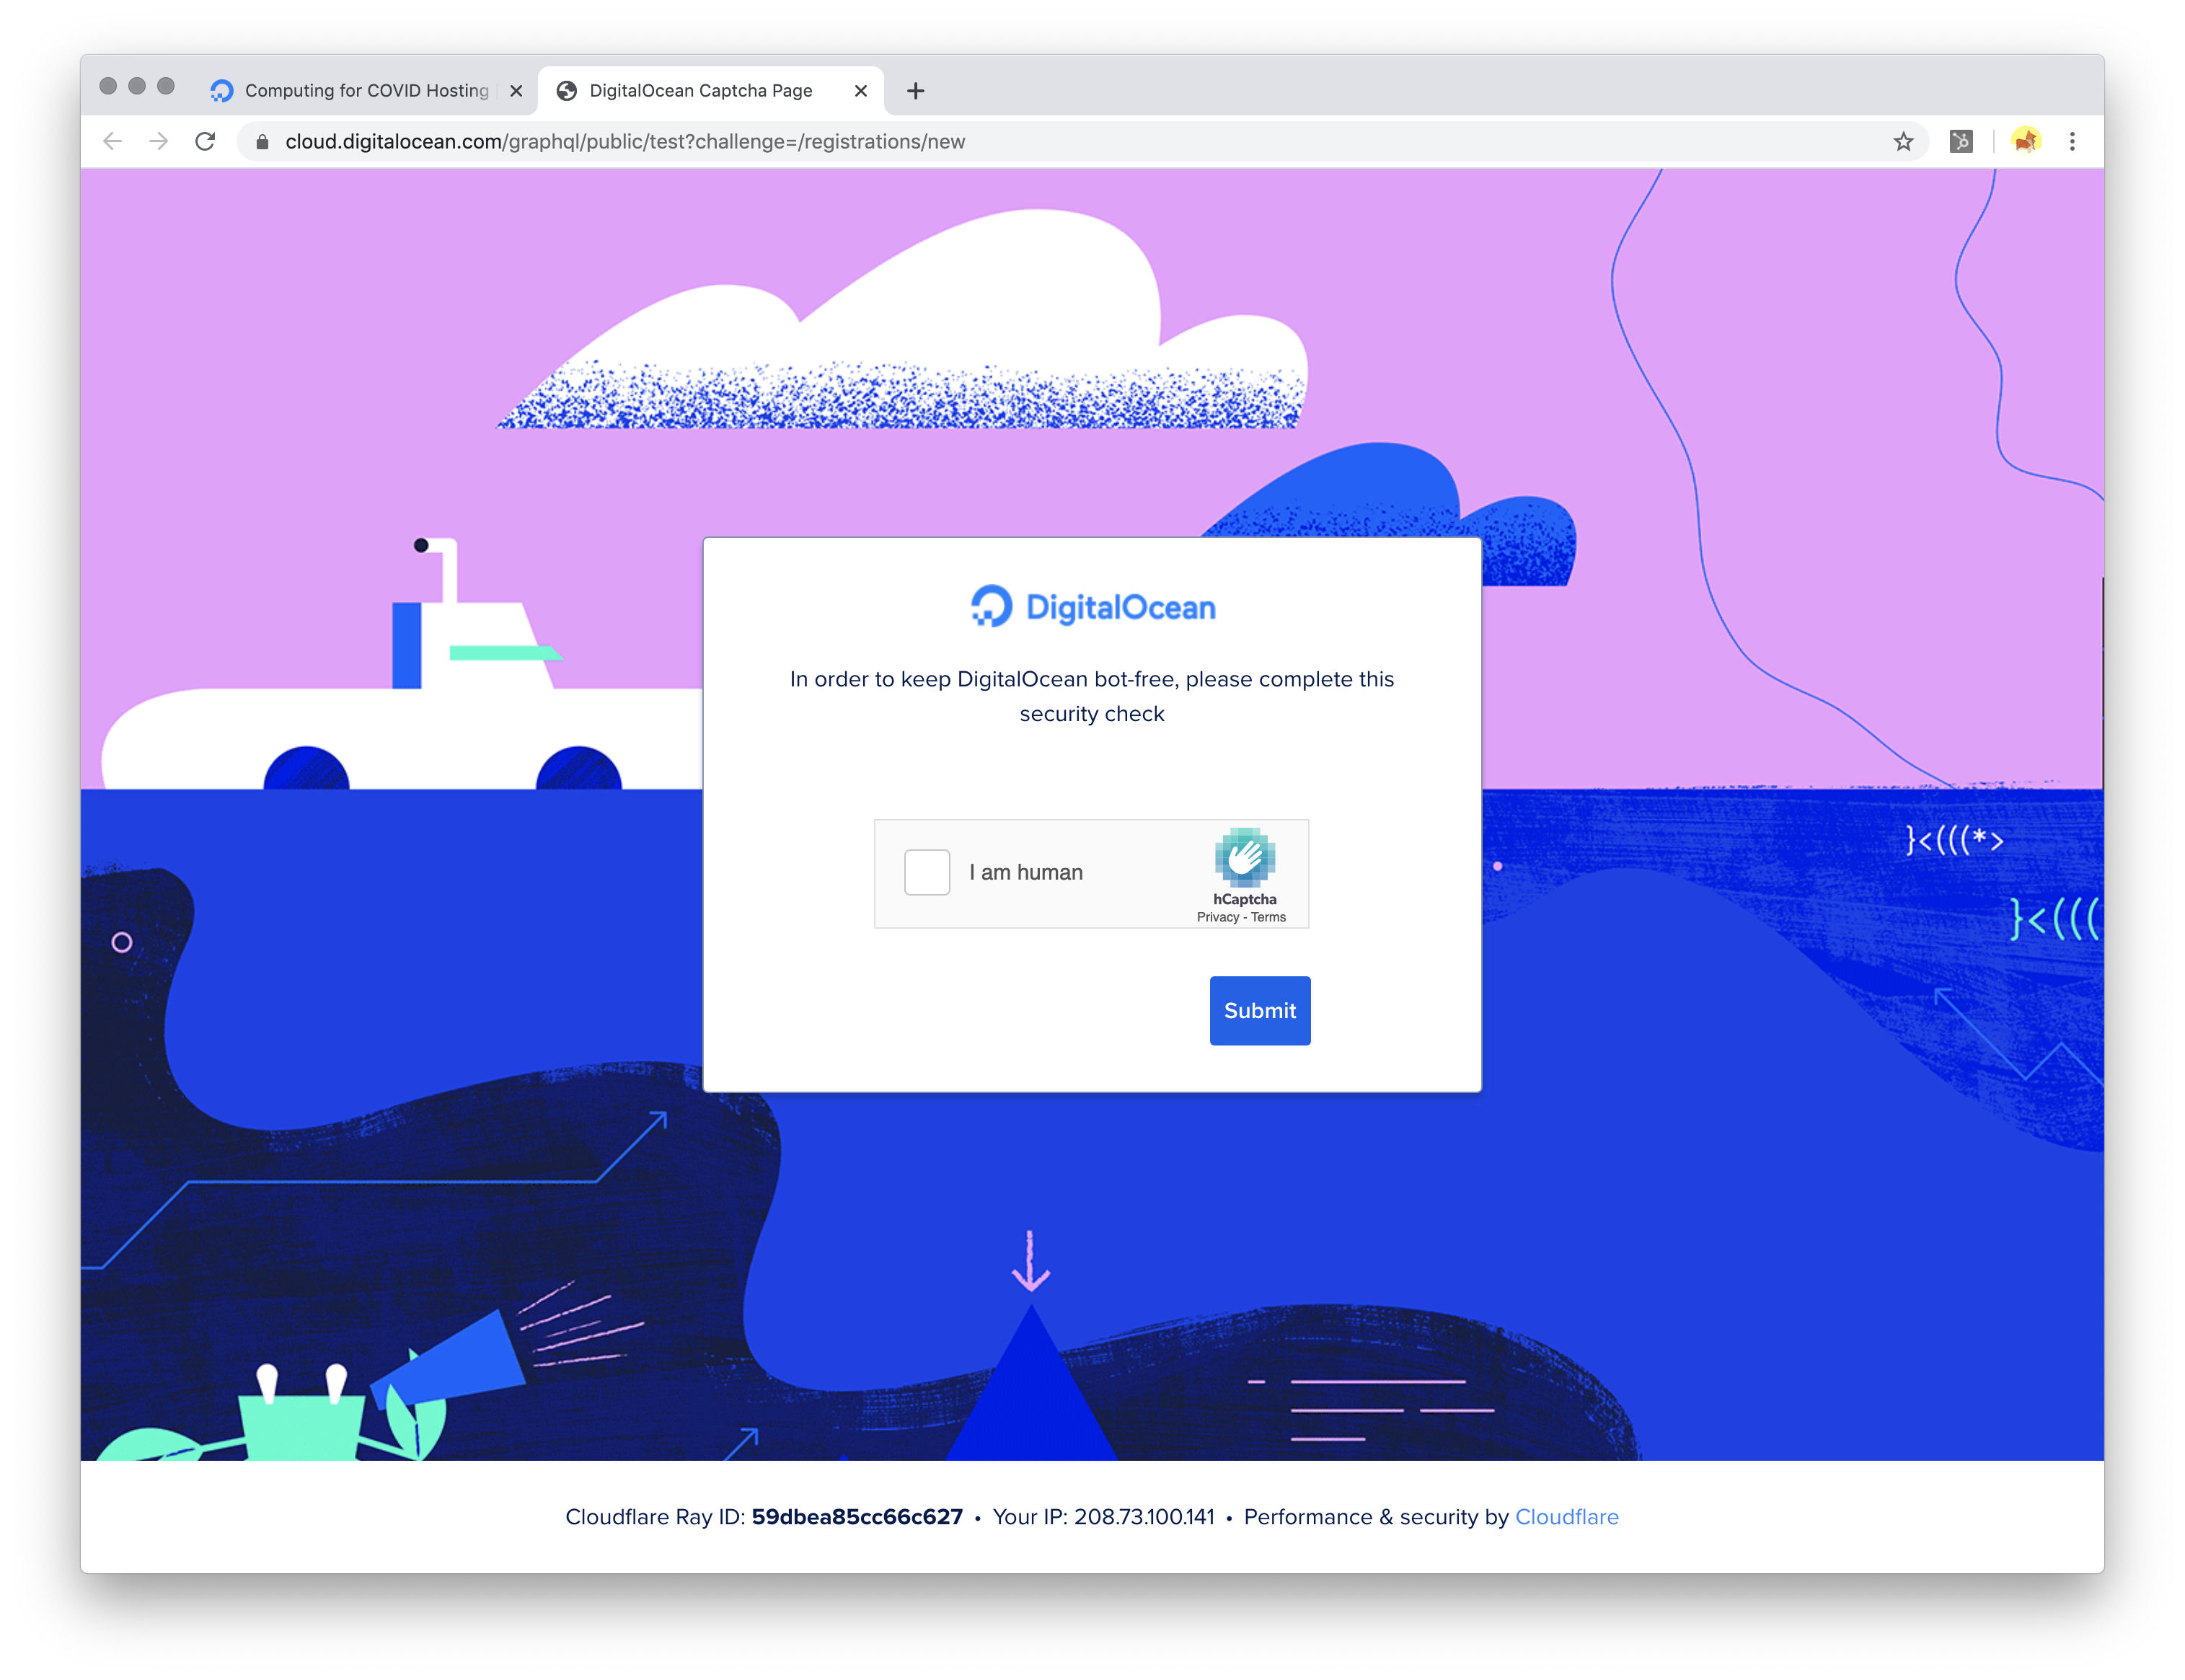 Computing for COVID Hosting
DigitalOcean Captcha Page
cloud.digitalocean.com/graphql/public/test?challenge=/registrations/new
DigitalOcean
In order to keep DigitalOcean bot-free, please complete this
security check
}<(((*>
I am human
hCaptcha
Privacy - Terms
}<(((
Submit
Cloudflare Ray ID: 59dbea85cc66c627 • Your IP: 208.73.100.141 • Performance & security by Cloudflare